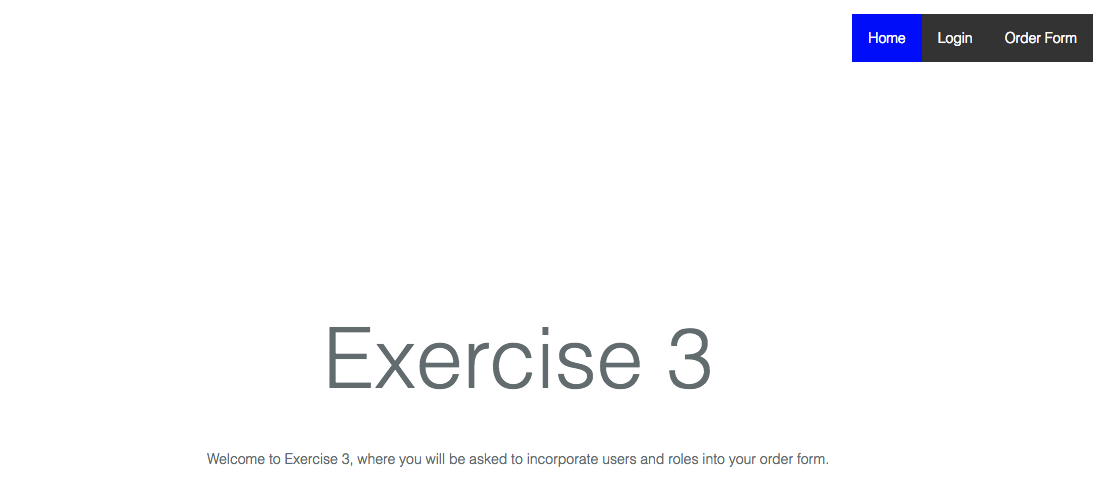 Home Login Order Form
Exercise 3
Welcome to Exercise 3, where you will be asked to incorporate users and roles into your order form.